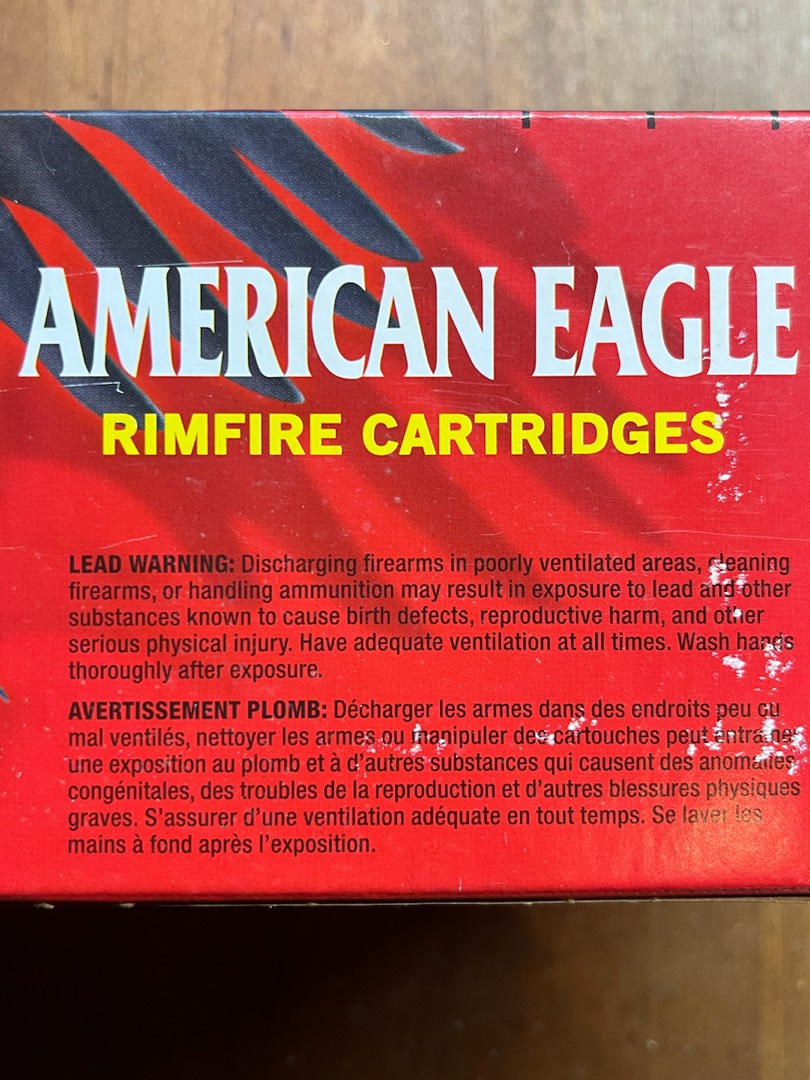 AMERICAN EAGLE
RIMFIRE CARTRIDGES
LEAD WARNING: Discharging firearms in poorly ventilated areas, cleaning
firearms, or handling ammunition may result in exposure to lead and other
substances known to cause birth defects, reproductive harm, and other
serious physical injury. Have adequate ventilation at all times. Wash hands
thoroughly after exposure.
AVERTISSEMENT PLOMB: Décharger les armes dans des endroits peu ou
mal ventilés, nettoyer les armes ou manipuler des cartouches peut entraîner
une exposition au plomb et à d'autres substances qui causent des anomalies
congénitales, des troubles de la reproduction et d'autres blessures physiques
graves. S'assurer d'une ventilation adéquate en tout temps. Se laver les
mains à fond après l'exposition.